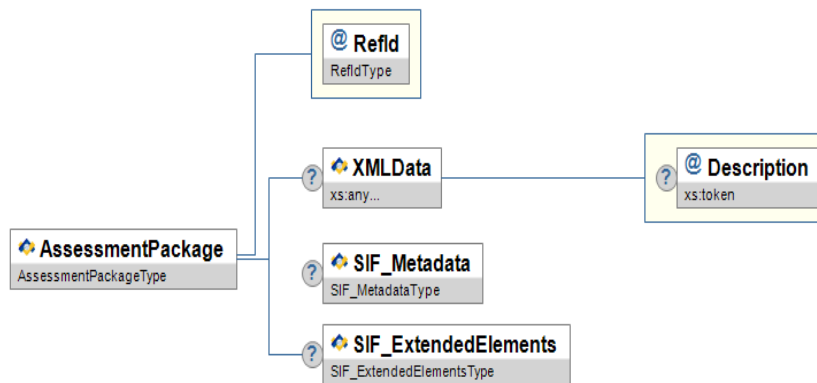 @ RefId
RefIdType
? XMLData
xs:any...
? @ Description
xs:token
AssessmentPackage
AssessmentPackageType
? SIF_Metadata
SIF_MetadataType
? SIF_ExtendedElements
SIF_ExtendedElementsType